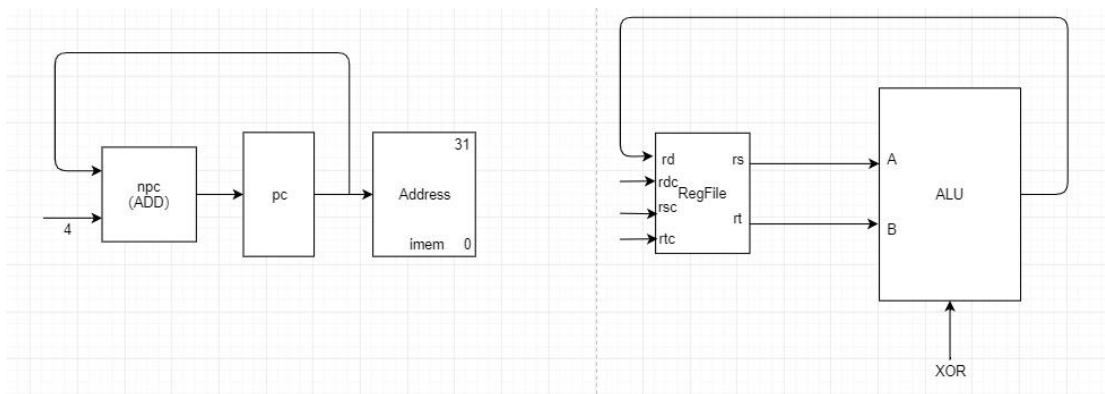 npc
(ADD)
4
pc
31
Address
imem 0
rd rs
rdc
RegFile
rsc
rt
rtc
A
B
ALU
XOR